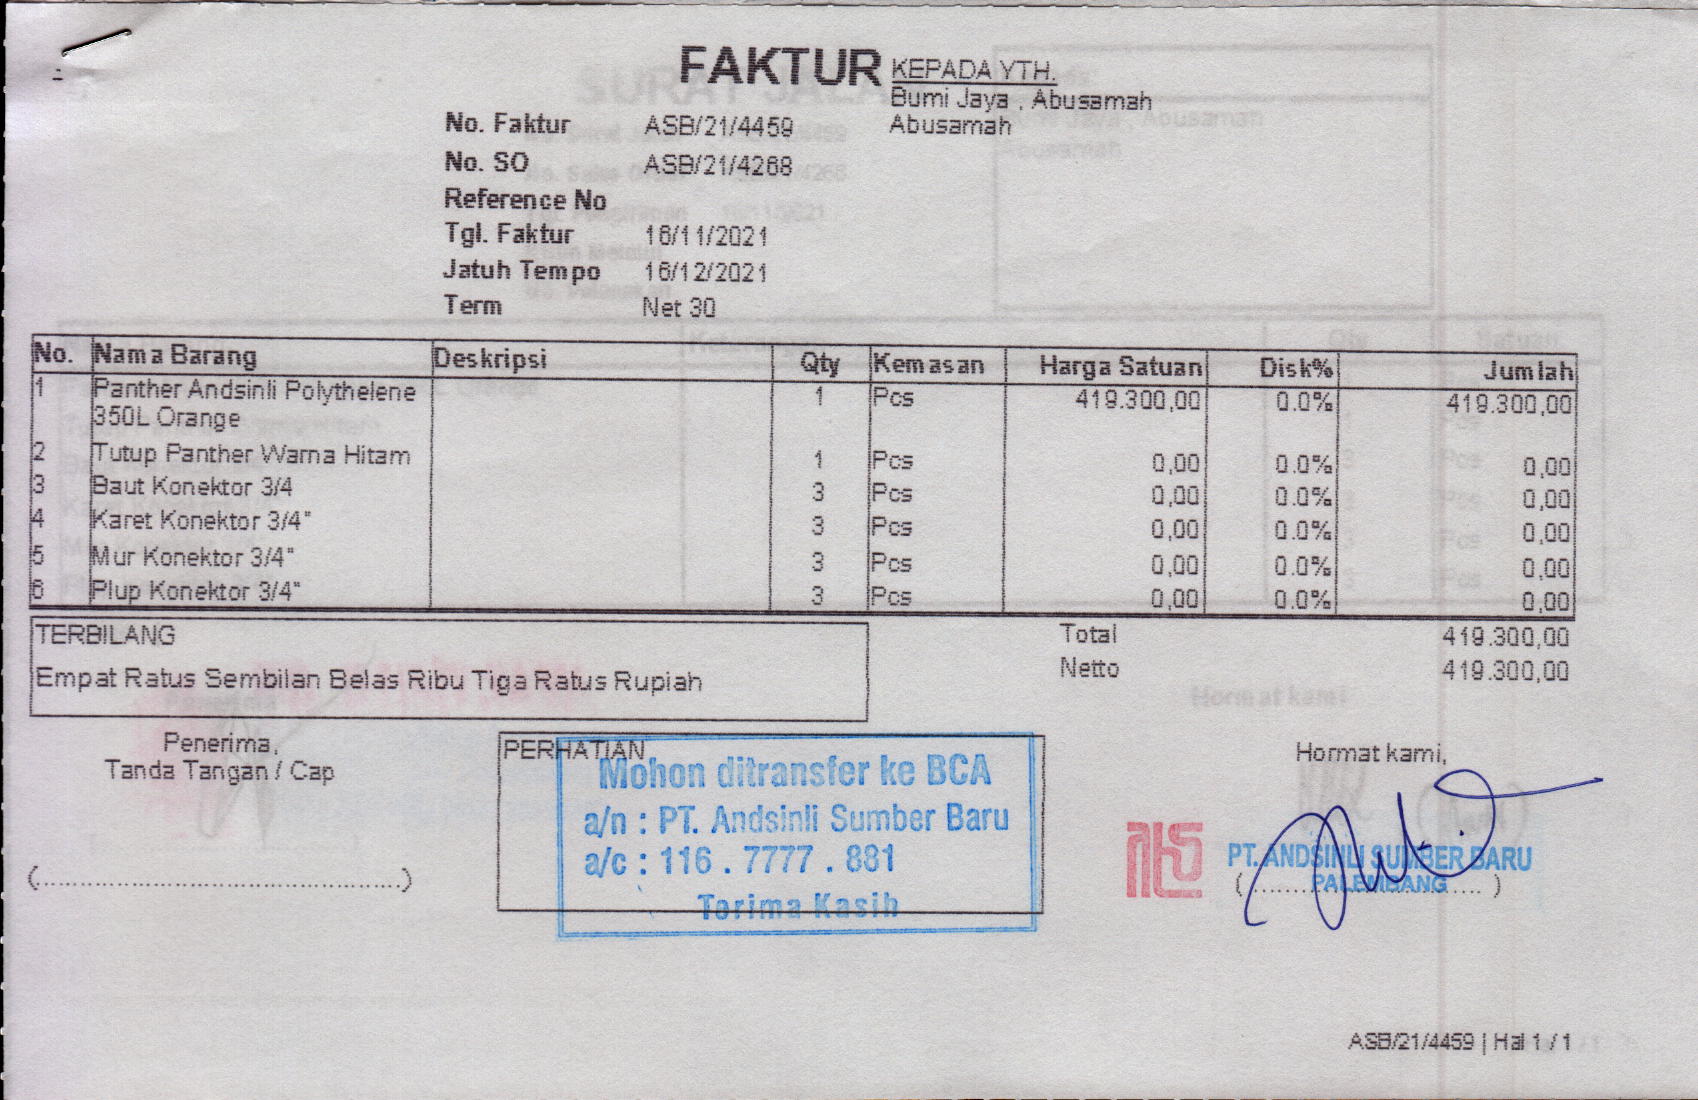 FAKTUR
KEPADA YTH.
Bumi Jaya , Abusamah
Abusamah
No. Faktur ASB/21/4459
No. SO ASB/21/4268
Reference No
Tgl. Faktur 16/11/2021
Jatuh Tempo 16/12/2021
Term Net 30
No. Nama Barang Deskripsi Qty Kemasan Harga Satuan Disk% Jumlah
1 Panther Andsinli Polythelene 1 Pcs 419.300,00 0.0% 419.300,00
350L Orange
2 Tutup Panther Warna Hitam 1 Pcs 0,00 0.0% 0,00
3 Baut Konektor 3/4 3 Pcs 0,00 0.0% 0,00
4 Karet Konektor 3/4" 3 Pcs 0,00 0.0% 0,00
5 Mur Konektor 3/4" 3 Pcs 0,00 0.0% 0,00
6 Plup Konektor 3/4" 3 Pcs 0,00 0.0% 0,00
TERBILANG
Empat Ratus Sembilan Belas Ribu Tiga Ratus Rupiah
Total 419.300,00
Netto 419.300,00
Penerima,
Tanda Tangan / Cap
(................................................)
PERHATIAN
Mohon ditransfer ke BCA
a/n : PT. Andsinli Sumber Baru
a/c : 116 . 7777 . 881
Terima Kasih
Hormat kami,
PT. ANDSINLI SUMBER BARU
PALEMBANG
ASB/21/4459 | Hal 1 / 1